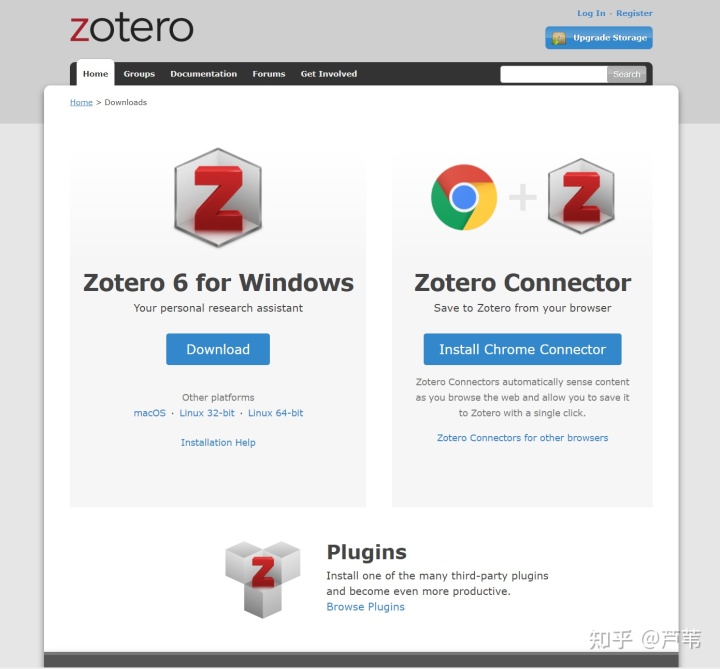 zotero
Log In · Register
Upgrade Storage
Home Groups Documentation Forums Get Involved
Search
Home > Downloads
Z
Zotero 6 for Windows
Your personal research assistant
Download
Other platforms
macOS · Linux 32-bit · Linux 64-bit
Installation Help
+ Z
Zotero Connector
Save to Zotero from your browser
Install Chrome Connector
Zotero Connectors automatically sense content
as you browse the web and allow you to save it
to Zotero with a single click.
Zotero Connectors for other browsers
Z
Plugins
Install one of the many third-party plugins
and become even more productive.
Browse Plugins
知乎 @芦苇